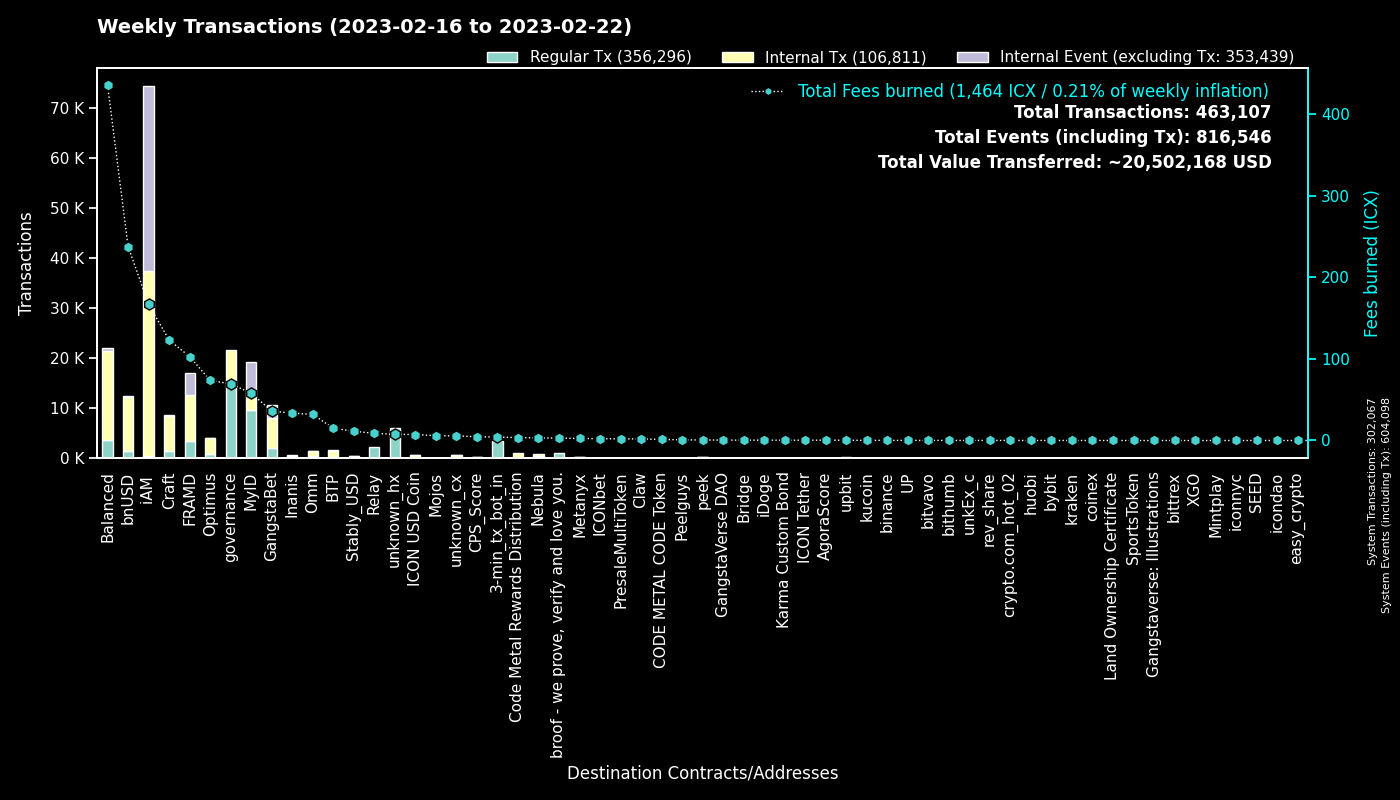 Weekly Transactions (2023-02-16 to 2023-02-22)
Regular Tx (356,296)
Internal Tx (106,811)
Internal Event (excluding Tx: 353,439)
Total Fees burned (1,464 ICX / 0.21% of weekly inflation)
Total Transactions: 463,107
Total Events (including Tx): 816,546
Total Value Transferred: ~20,502,168 USD
Transactions
70 K
60 K
50 K
40 K
30 K
20 K
10 K
0 K
400
300
200
100
0
Fees burned (ICX)
Balanced
bnUSD
iAM
Craft
FRAMD
Optimus
governance
MyID
GangstaBet
Inanis
Omm
BTP
Stably_USD
Relay
unknown_hx
ICON USD Coin
Mojos
unknown_cx
CPS_Score
3-min_tx_bot_in
Code Metal Rewards Distribution
Nebula
broof - we prove, verify and love you.
Metanyx
ICONbet
PresaleMultiToken
Claw
CODE METAL CODE Token
Peelguys
peek
GangstaVerse DAO
Bridge
iDoge
Karma Custom Bond
ICON Tether
AgoraScore
upbit
kucoin
binance
UP
bitvavo
bithumb
unkEx_C
rev_share
crypto.com_hot_02
huobi
bybit
kraken
coinex
Land Ownership Certificate
SportsToken
Gangstaverse: Illustrations
bittrex
XGO
Mintplay
iconnyc
SEED
icondao
easy_crypto
Destination Contracts/Addresses
System Transactions: 302,067
System Events (including Tx): 604,098